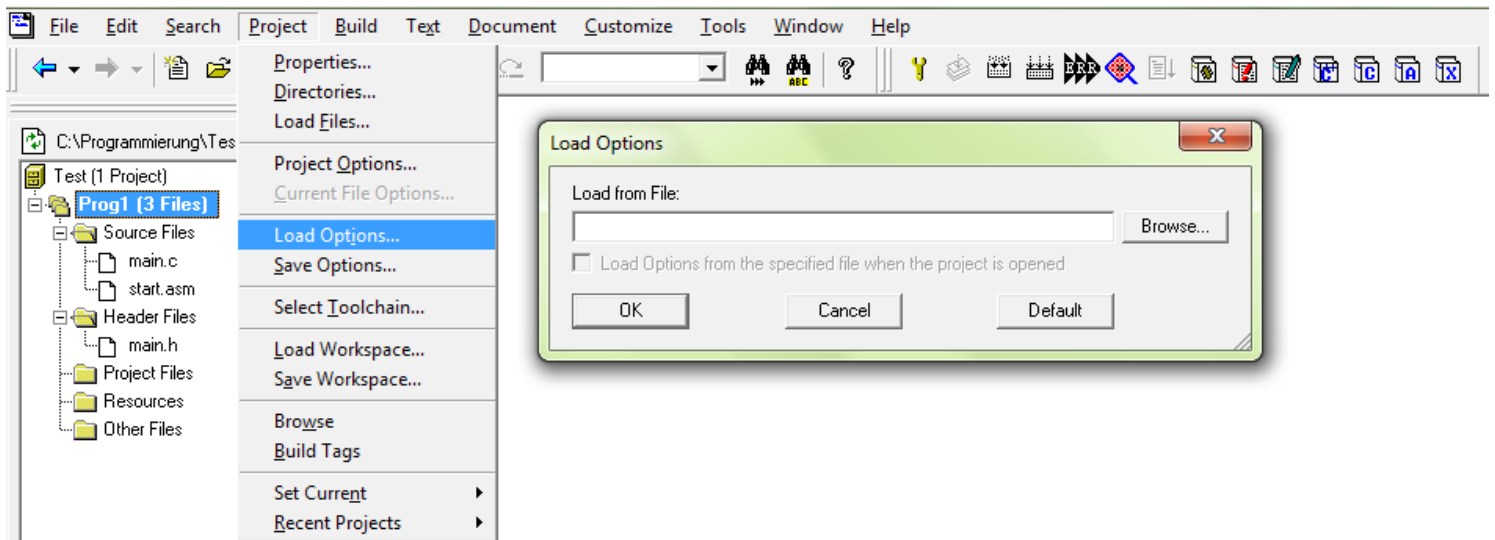 File Edit Search Project Build Text Document Customize Tools Window Help
Properties...
Directories...
Load Files...
Project Options...
Current File Options...
Load Options...
Save Options...
Select Toolchain...
Load Workspace...
Save Workspace...
Browse
Build Tags
Set Current
Recent Projects
ABC
?
ERR
C
A
X
C:\Programmierung\Tes
Test (1 Project)
Prog1 (3 Files)
Source Files
main.c
start.asm
Header Files
main.h
Project Files
Resources
Other Files
Load Options
Load from File:
Browse...
Load Options from the specified file when the project is opened
OK Cancel Default